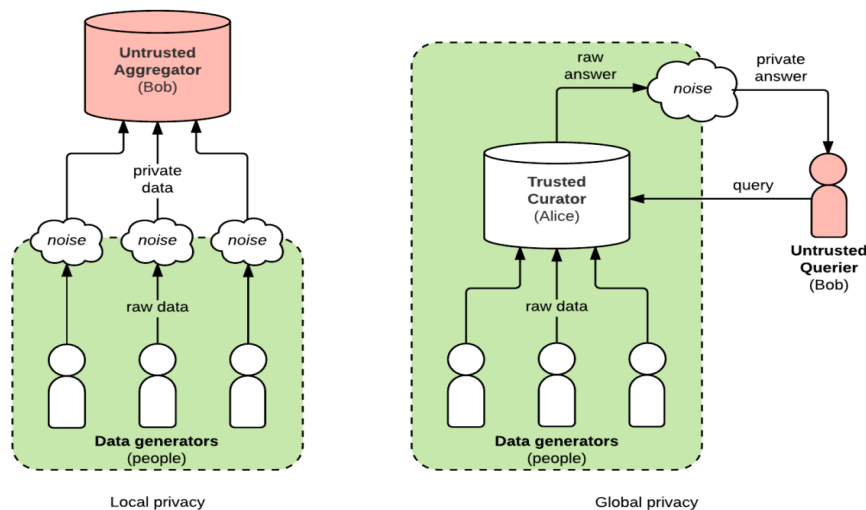 Untrusted
Aggregator
(Bob)
private
data
noise
noise
noise
raw data
Data generators
(people)
Local privacy
raw
answer
noise
private
answer
Trusted
Curator
(Alice)
query
Untrusted
Querier
(Bob)
raw data
Data generators
(people)
Global privacy